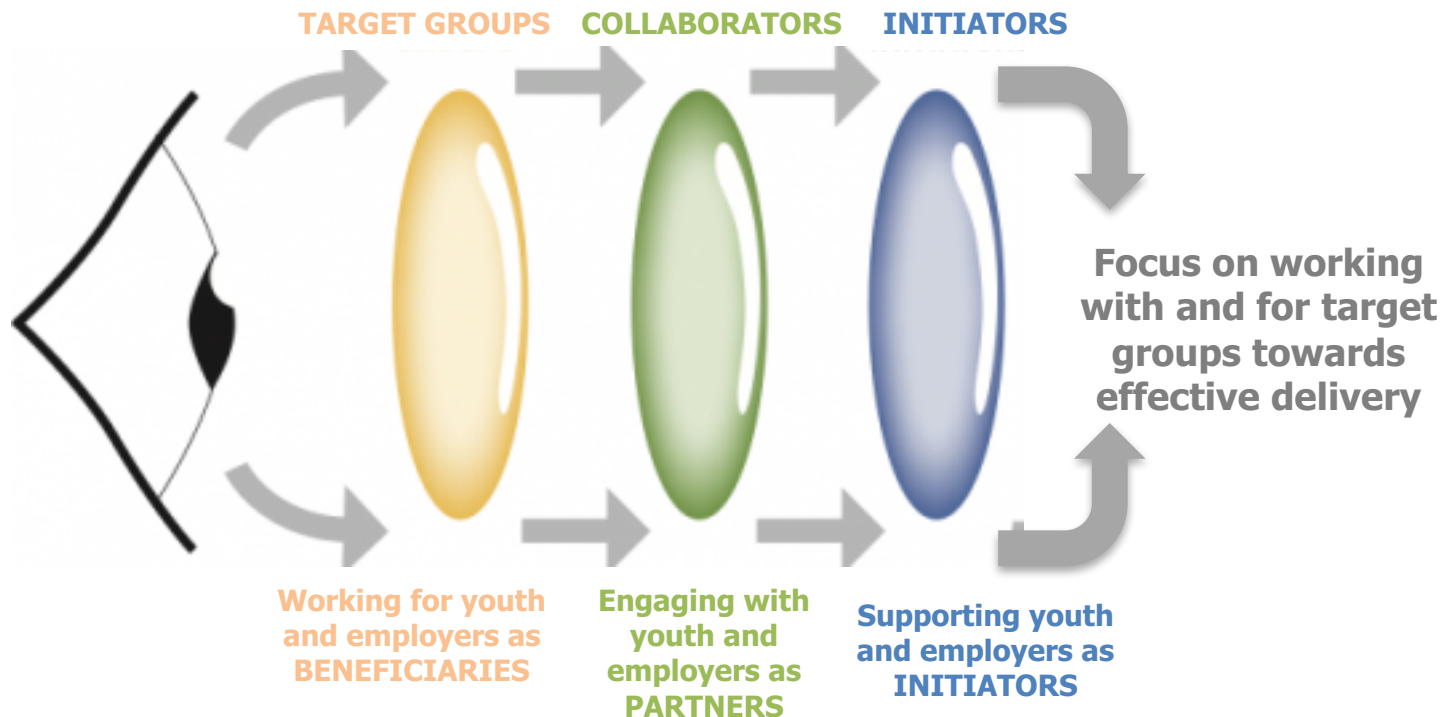 TARGET GROUPS
COLLABORATORS
INITIATORS
Focus on working
with and for target
groups towards
effective delivery
Working for youth
and employers as
BENEFICIARIES
Engaging with
youth and
employers as
PARTNERS
Supporting youth
and employers as
INITIATORS